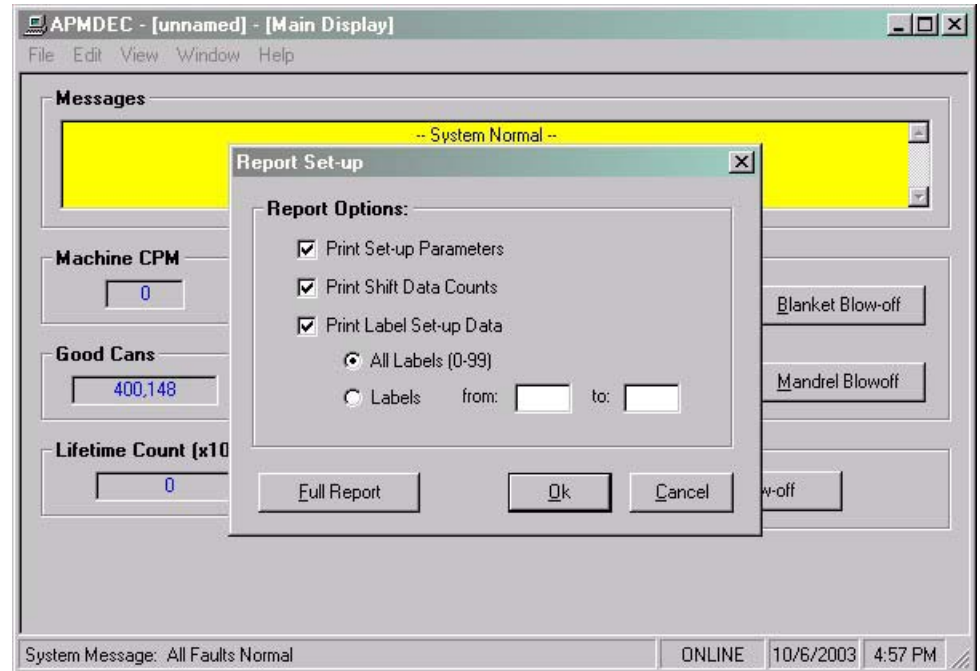 APMDEC - [unnamed] - [Main Display]
File Edit View Window Help
Messages
-- System Normal --
Report Set-up
Report Options:
Print Set-up Parameters
Print Shift Data Counts
Print Label Set-up Data
All Labels (0-99)
Labels from: to:
Full Report Ok Cancel
Machine CPM
0
Blanket Blow-off
Good Cans
400,148
Mandrel Blowoff
Lifetime Count (x10
0
w-off
System Message: All Faults Normal ONLINE 10/6/2003 4:57 PM